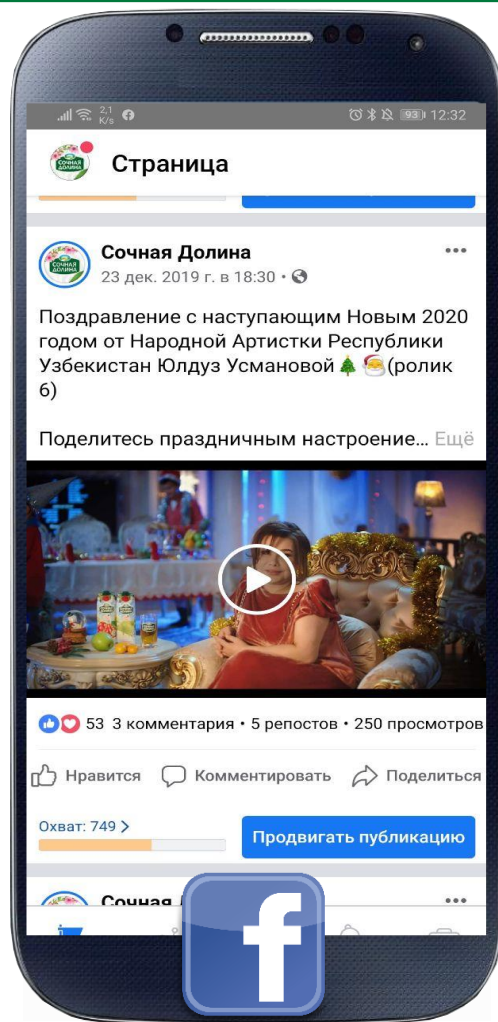 2,1
K/s
93
12:32
Страница
СОЧНАЯ
ДОЛИНА
Сочная Долина
23 дек. 2019 г. в 18:30 •
Поздравление с наступающим Новым 2020
годом от Народной Артистки Республики
Узбекистан Юлдуз Усмановой🎄 🎅(ролик
6)
Поделитесь праздничным настроение... Ещё
53 3 комментария • 5 репостов • 250 просмотров
Нравится
Комментировать
Поделиться
Охват: 749 >
Продвигать публикацию
Сочная
f